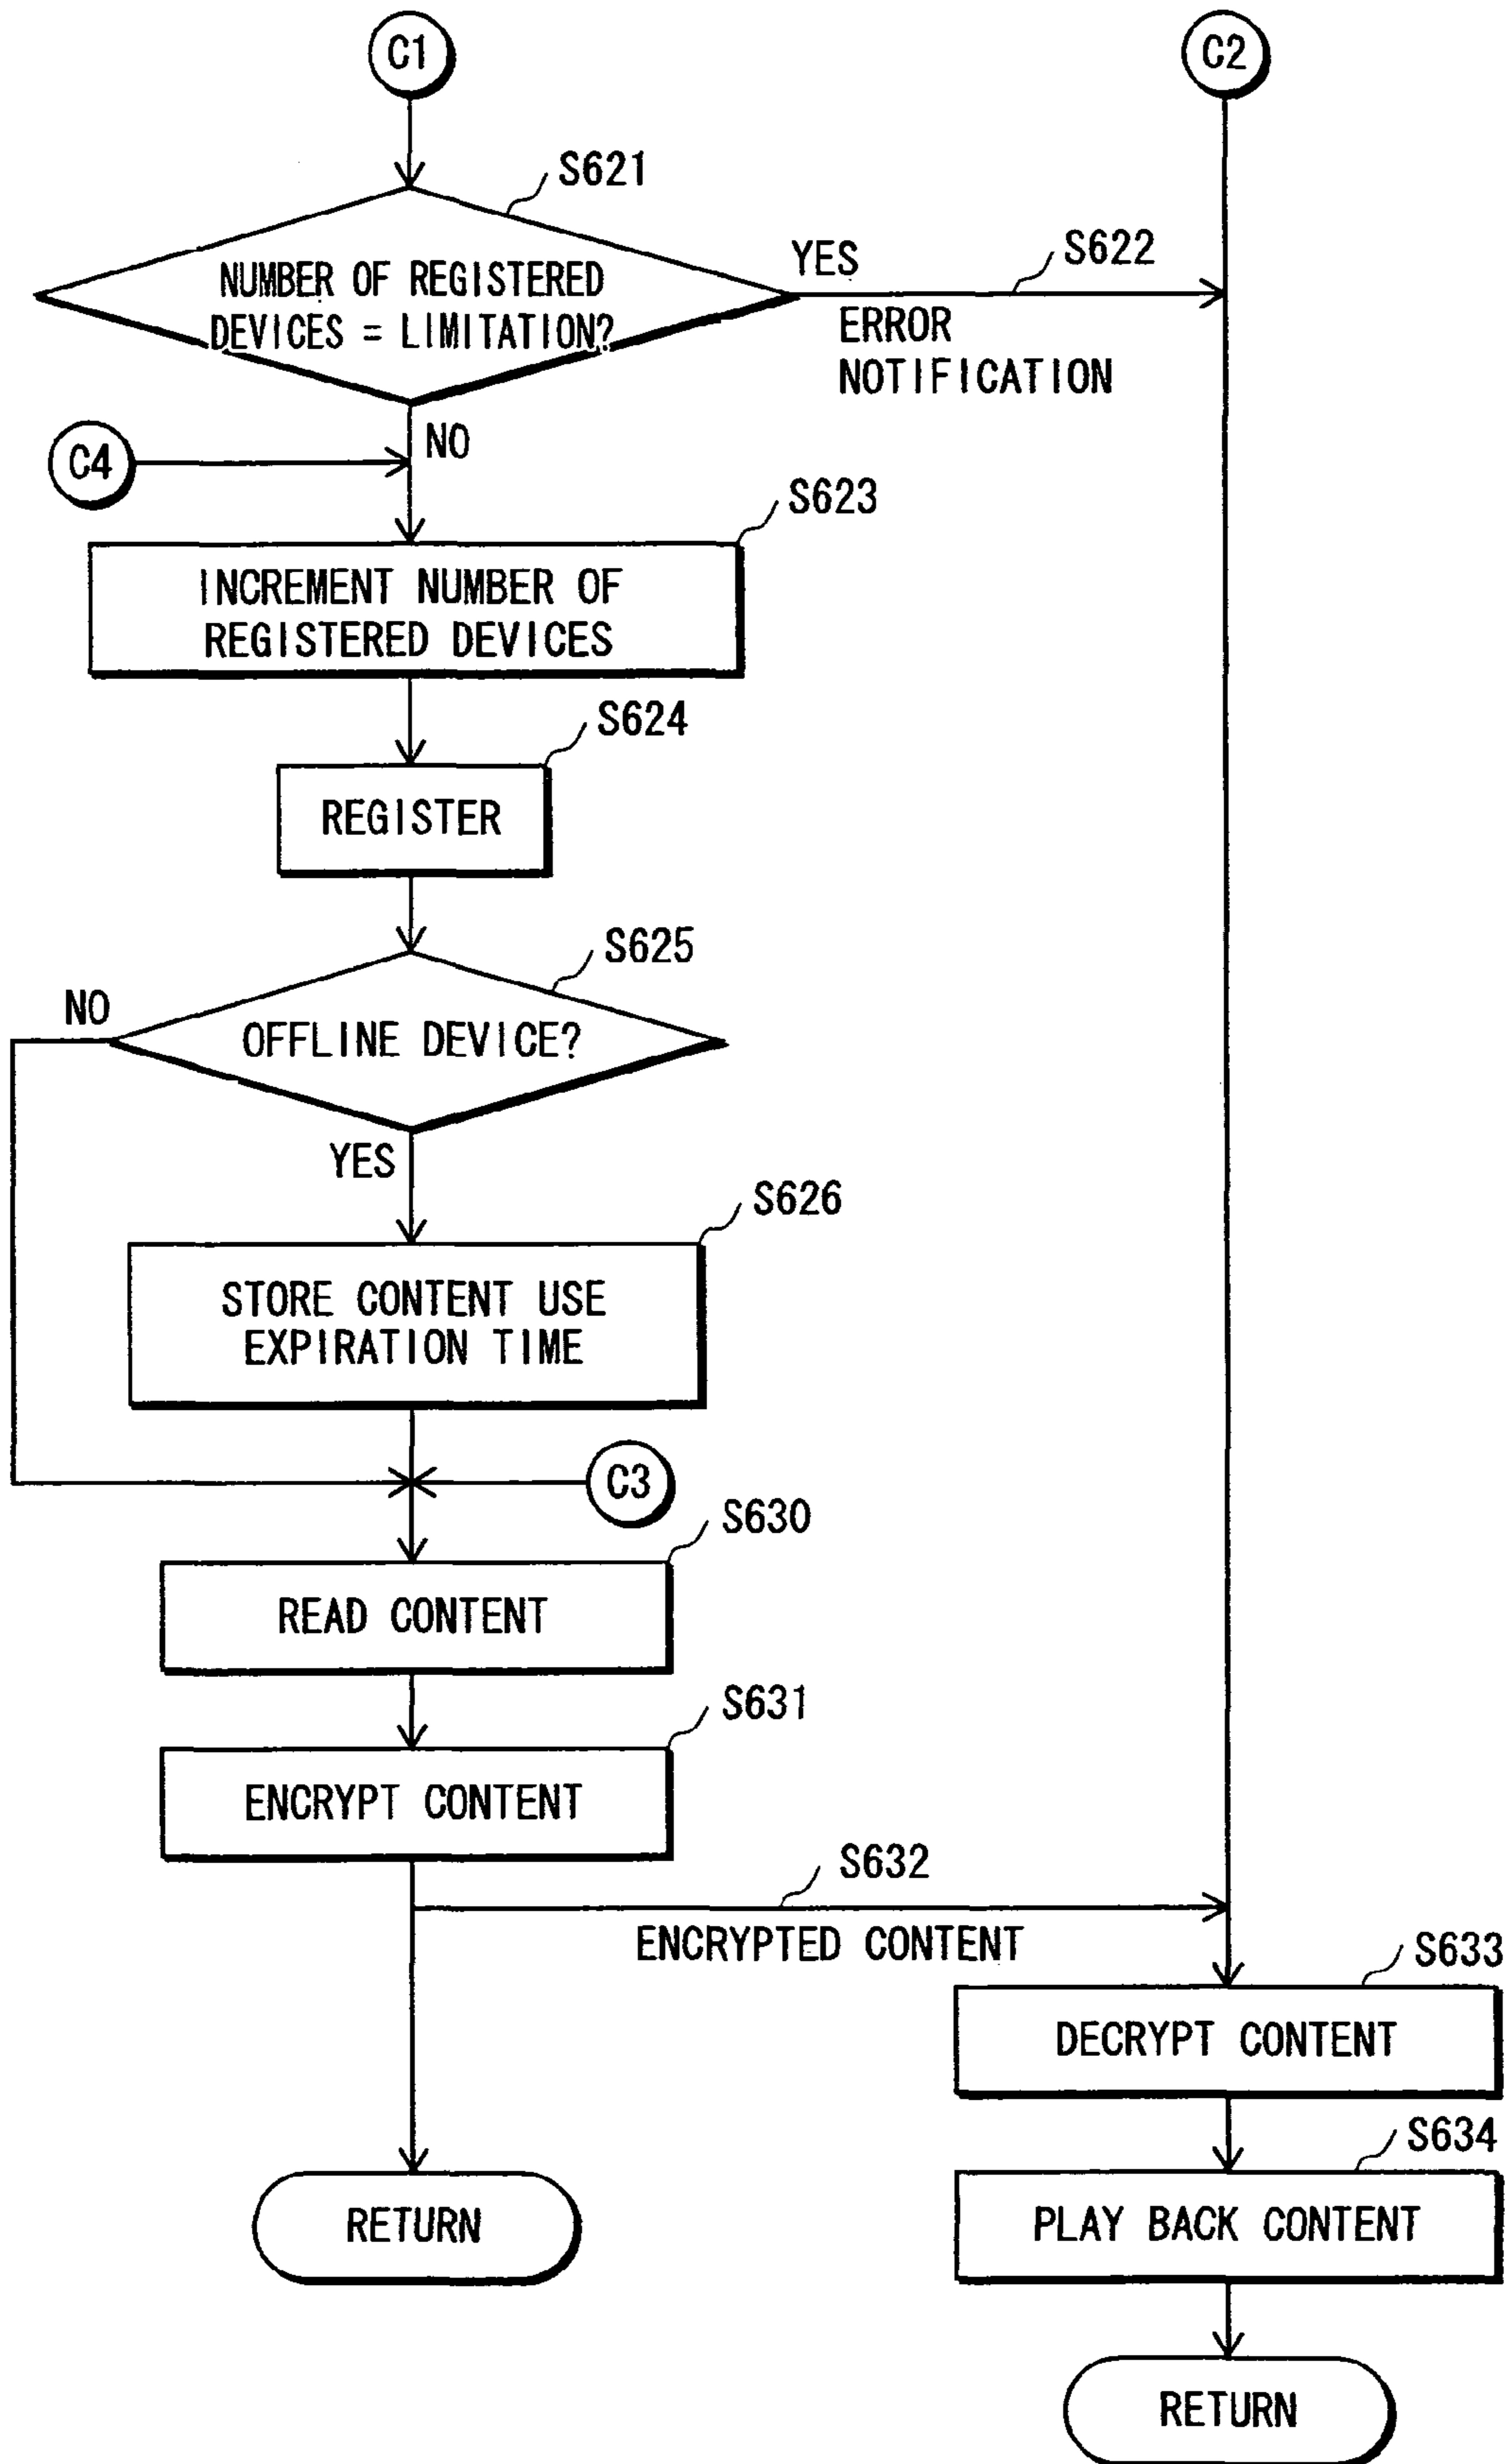 C1
C2
S621
NUMBER OF REGISTERED
DEVICES = LIMITATION?
YES
S622
ERROR
NOTIFICATION
NO
C4
S623
INCREMENT NUMBER OF
REGISTERED DEVICES
S624
REGISTER
S625
NO
OFFLINE DEVICE?
YES
S626
STORE CONTENT USE
EXPIRATION TIME
C3
S630
READ CONTENT
S631
ENCRYPT CONTENT
S632
ENCRYPTED CONTENT
S633
DECRYPT CONTENT
S634
PLAY BACK CONTENT
RETURN
RETURN